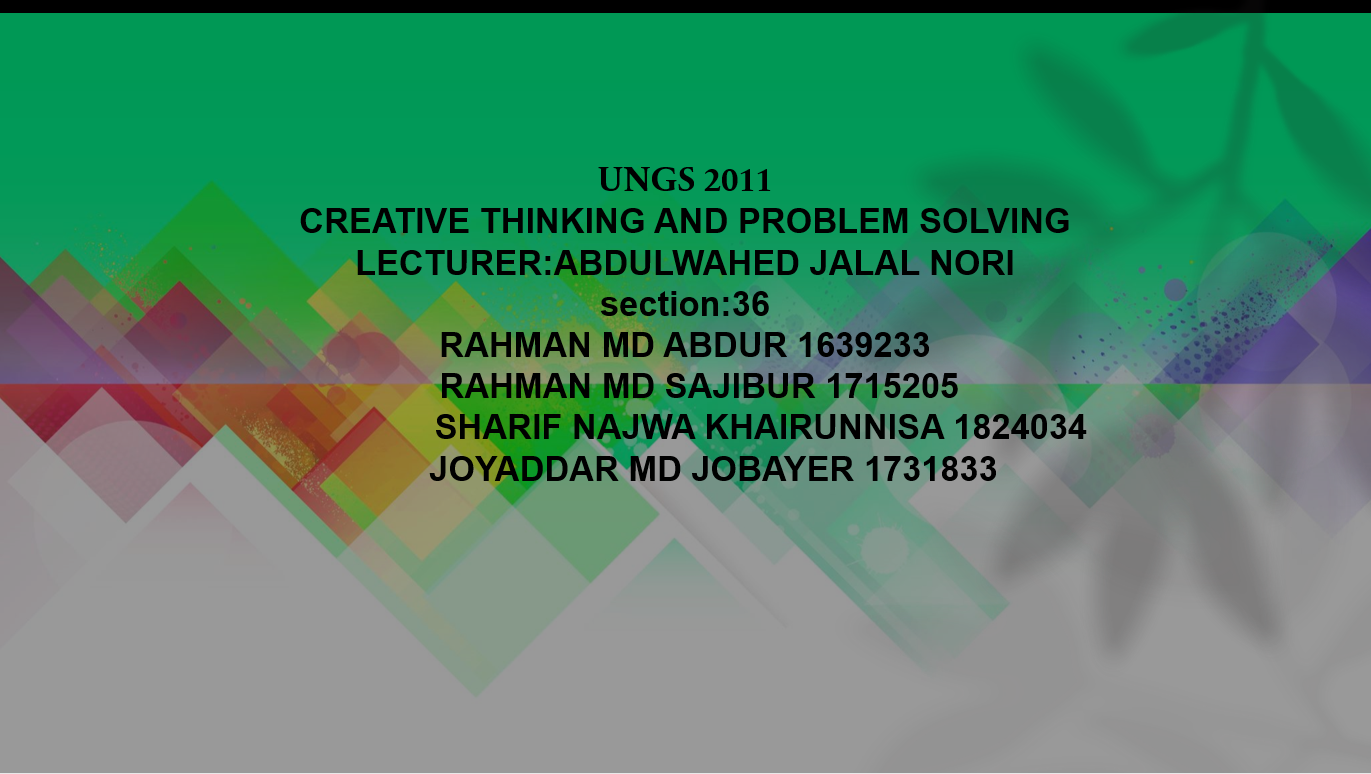 UNGS 2011
CREATIVE THINKING AND PROBLEM SOLVING
LECTURER:ABDULWAHED JALAL NORI
section:36
RAHMAN MD ABDUR 1639233
RAHMAN MD SAJIBUR 1715205
SHARIF NAJWA KHAIRUNNISA 1824034
JOYADDAR MD JOBAYER 1731833